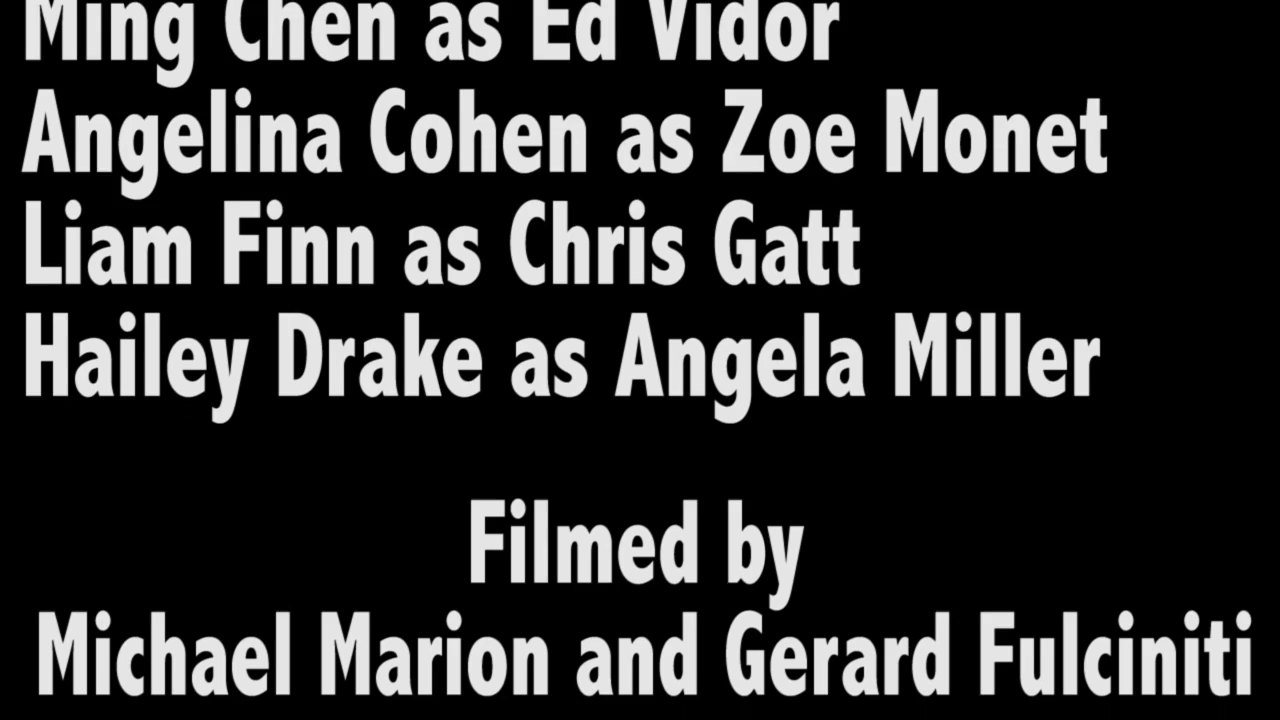 Ming Chen as Ed Vidor
Angelina Cohen as Zoe Monet
Liam Finn as Chris Gatt
Hailey Drake as Angela Miller
Filmed by
Michael Marion and Gerard Fulciniti